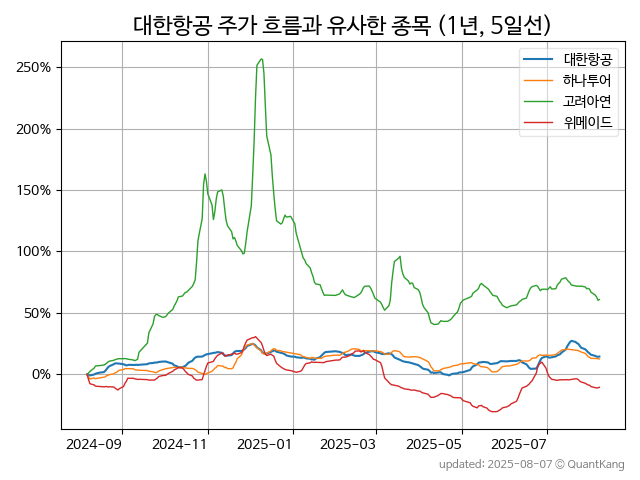 대한항공 주가 흐름과 유사한 종목 (1년, 5일선)
대한항공
하나투어
고려아연
위메이드
250%
200%
150%
100%
50%
0%
2024-09 2024-11 2025-01 2025-03 2025-05 2025-07
updated: 2025-08-07 © QuantKang